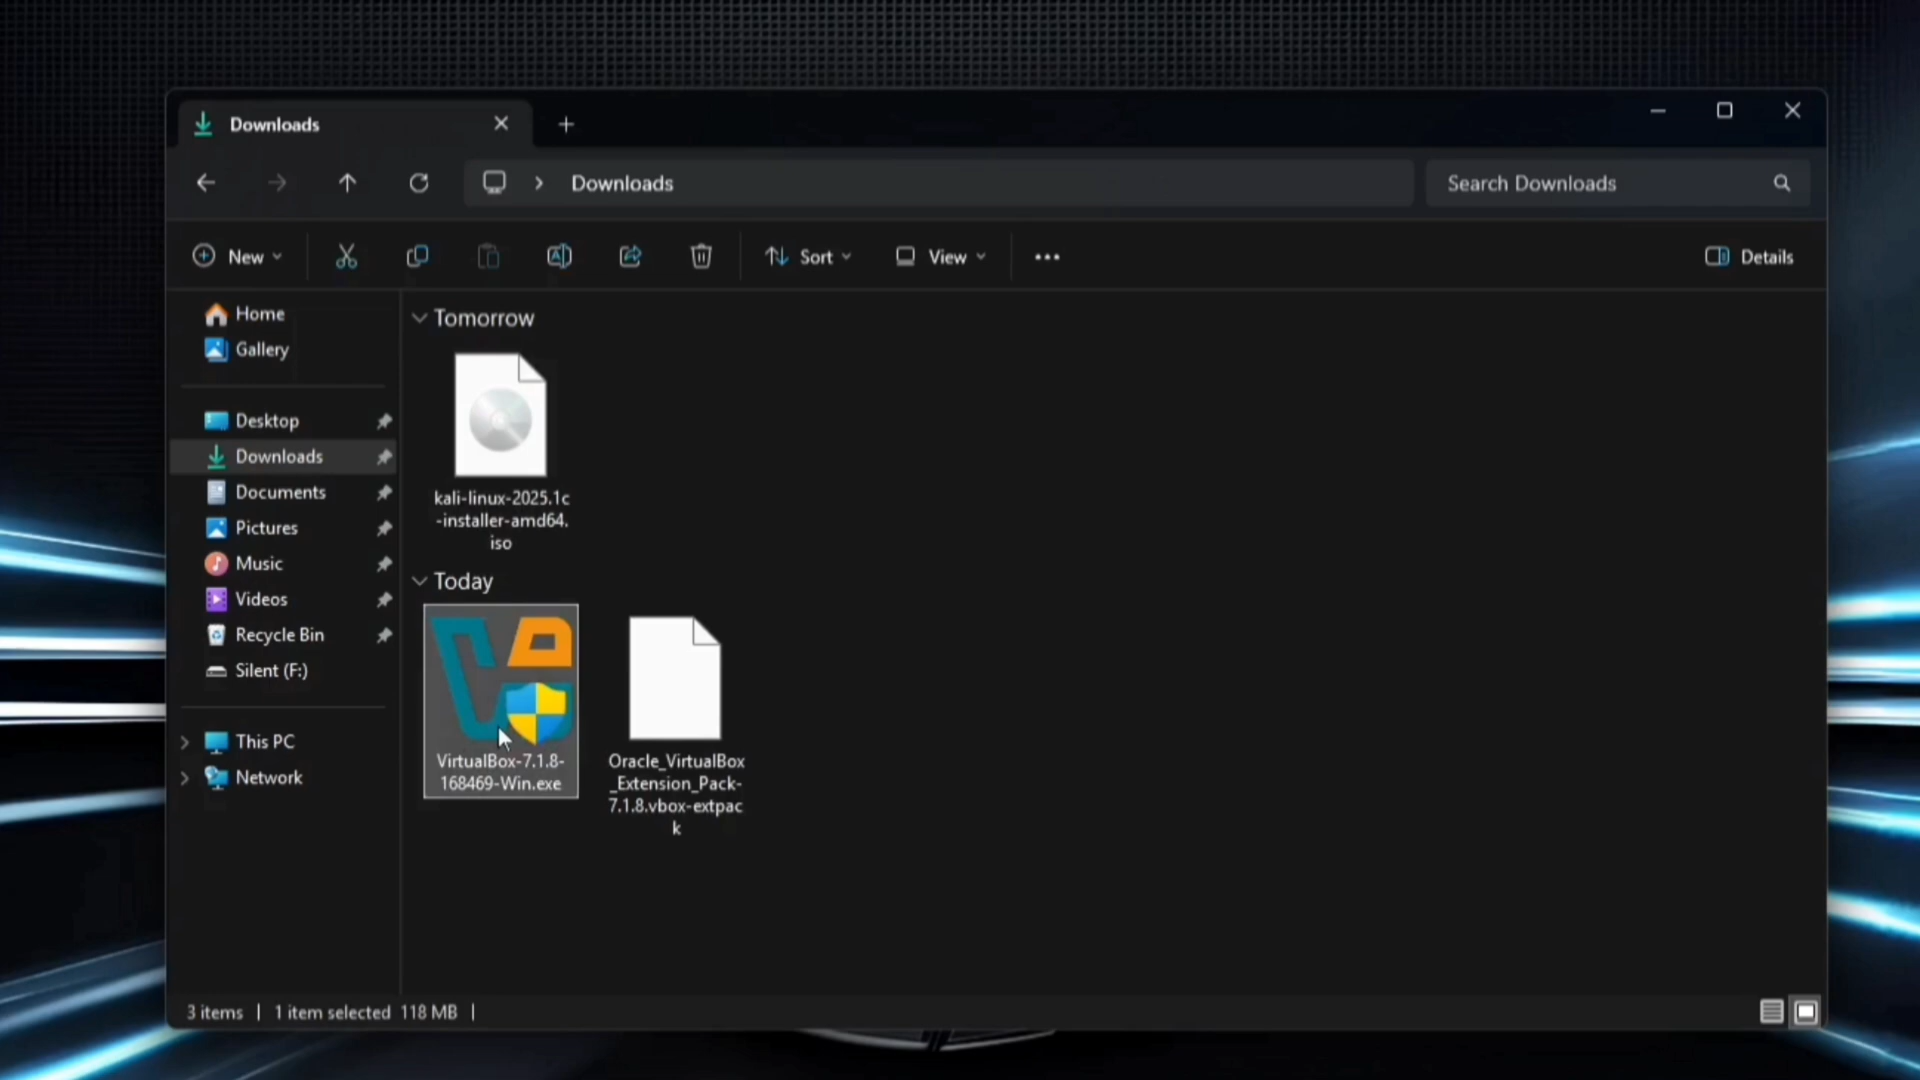 Downloads
Downloads
Search Downloads
New
Sort
View
Details
Home
Gallery
Desktop
Downloads
Documents
Pictures
Music
Videos
Recycle Bin
Silent (F:)
This PC
Network
Tomorrow
kali-linux-2025.1c
-installer-amd64.
iso
Today
VirtualBox-7.1.8-
168469-Win.exe
Oracle_VirtualBox
_Extension_Pack-
7.1.8.vbox-extpac
k
3 items | 1 item selected 118 MB |